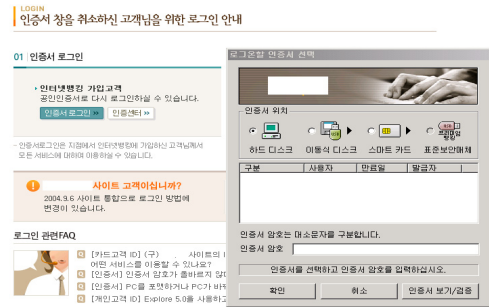 LOGIN
인증서 창을 취소하신 고객님을 위한 로그인 안내
01 인증서 로그인
인터넷뱅킹 가입고객
공인인증서로 다시 로그인하실 수 있습니다.
인증서로그인 » 인증센터 »
- 인증서로그인은 지점에서 인터넷뱅킹에 가입하신 고객님께서
모든 서비스에 대하여 이용하실 수 있습니다.
사이트 고객이십니까?
2004.9.6 사이트 통합으로 로그인 방법에
변경이 있습니다.
로그인 관련FAQ
Q [카드고객 ID] (구) 사이트의 I
어떤 서비스를 이용할 수 있나요?
Q [인증서] 인증서 암호가 올바르지 않
Q [인증서] PC를 포맷하거나 PC가 바
Q [개인고객 ID] Explore 5.0을 사용하고
로그온할 인증서 선택
인증서 위치
하드 디스크 이동식 디스크 스마트 카드 표준보안매체
구분 사용자 만료일 발급자
인증서 암호는 대소문자를 구분합니다.
인증서 암호
인증서를 선택하고 인증서 암호를 입력하십시오.
확인 취소 인증서 보기/검증